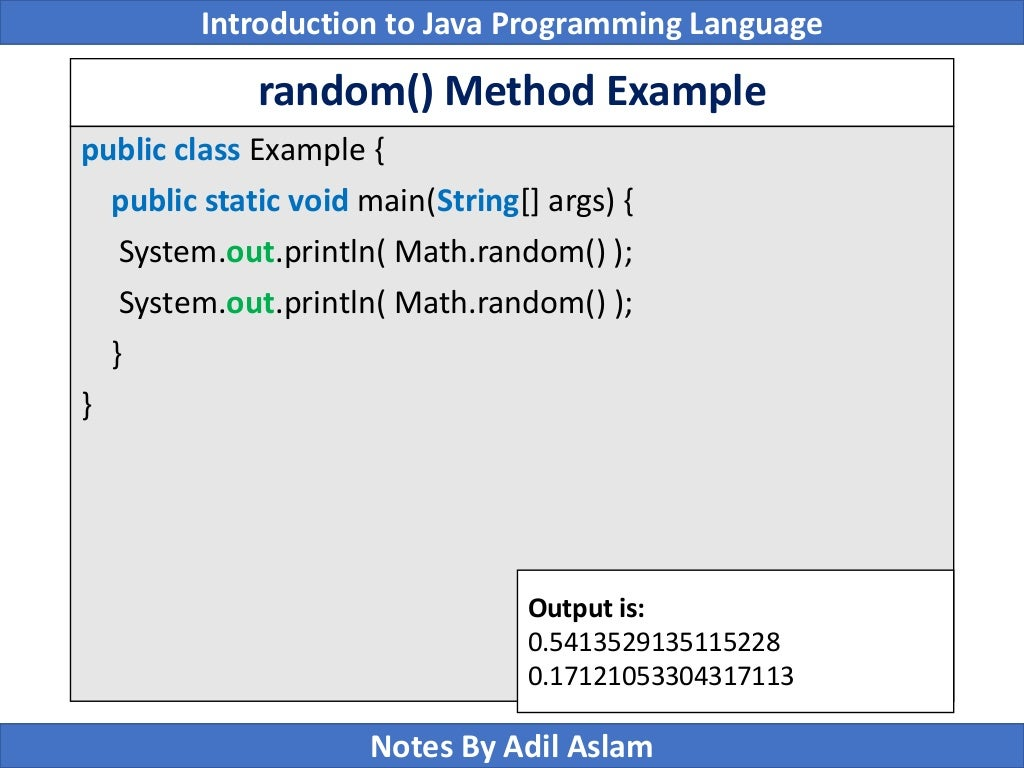 Introduction to Java Programming Language
random() Method Example
public class Example {
public static void main(String[] args) {
System.out.println( Math.random() );
System.out.println( Math.random() );
}
}
Output is:
0.5413529135115228
0.17121053304317113
Notes By Adil Aslam